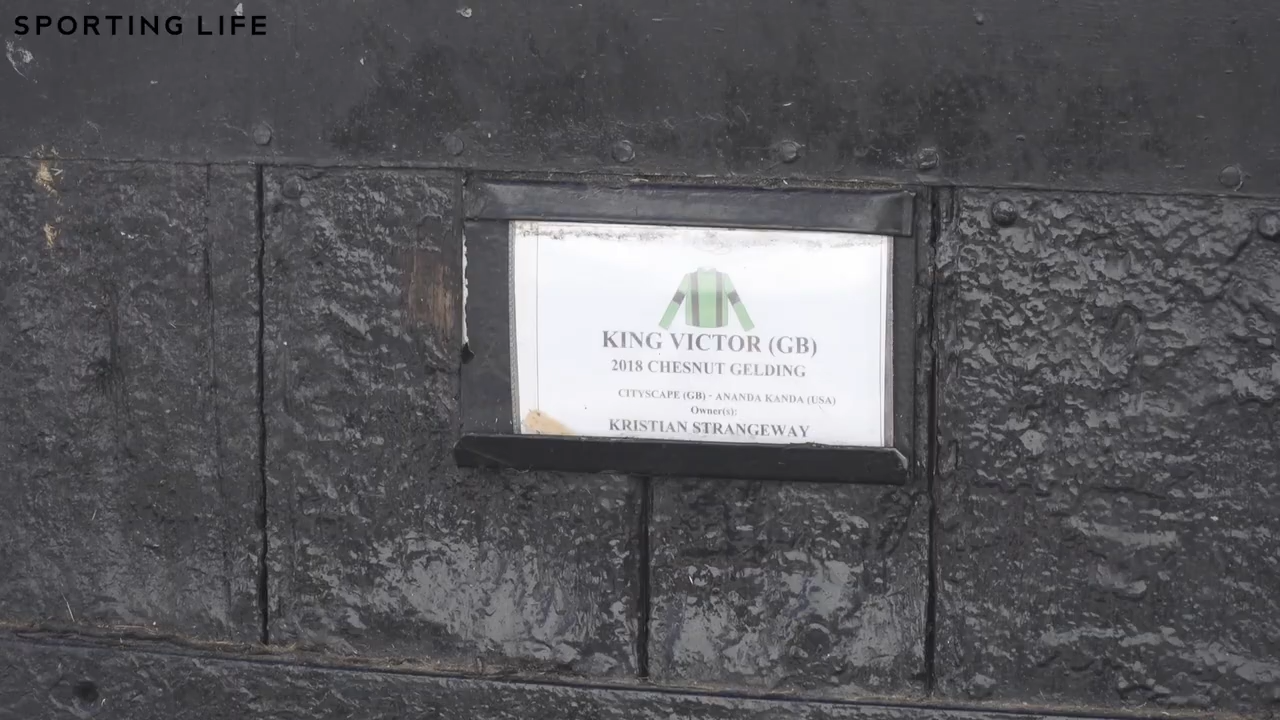 SPORTING LIFE
KING VICTOR (GB)
2018 CHESNUT GELDING
CITYSCAPE (GB) - ANANDA KANDA (USA)
Owner(s):
KRISTIAN STRANGEWAY